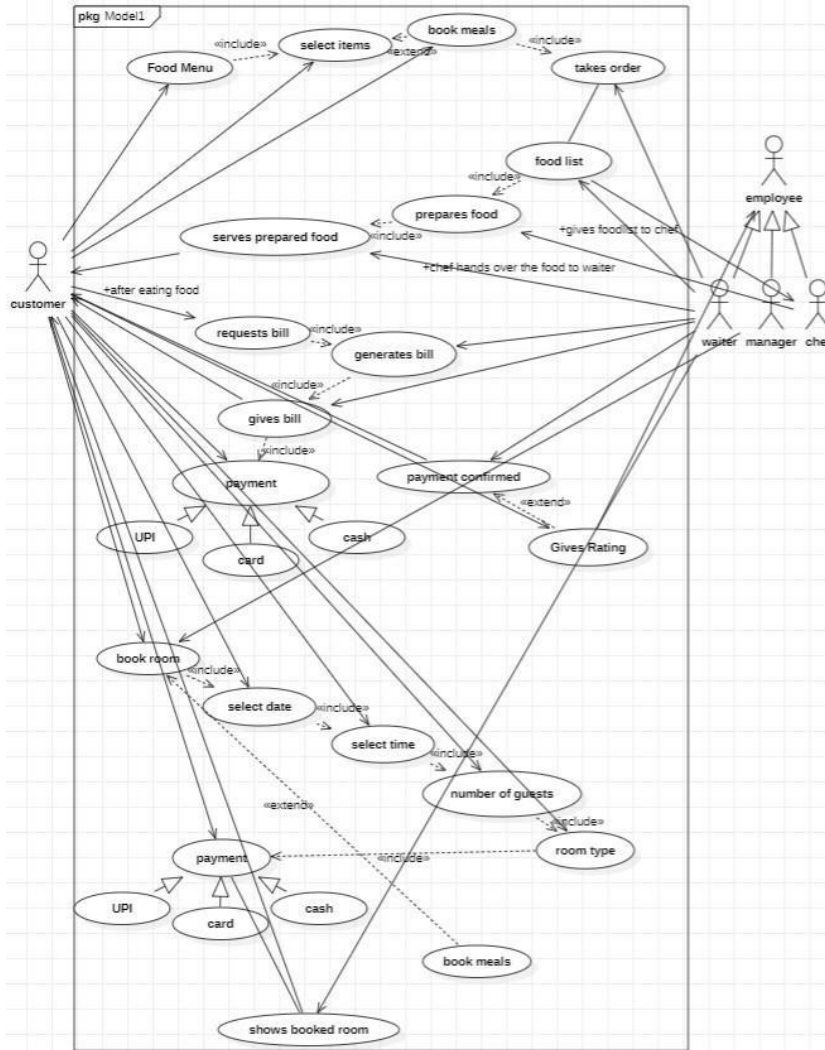 pkg Model1
book meals
«include»
select items
«extend»
«include»
Food Menu
takes order
food list
«include»
employee
prepares food
+gives foodlist to chef
serves prepared food
«include»
+chef hands over the food to waiter
customer
+after eating food
requests bill
«include»
waiter
manager
che
generates bill
«include»
gives bill
«include»
payment
payment confirmed
«extend»
UPI
cash
card
Gives Rating
book room
«include»
select date
«include»
select time
«include»
number of guests
«extend»
«include»
payment
«include»
room type
UPI
card
cash
book meals
shows booked room